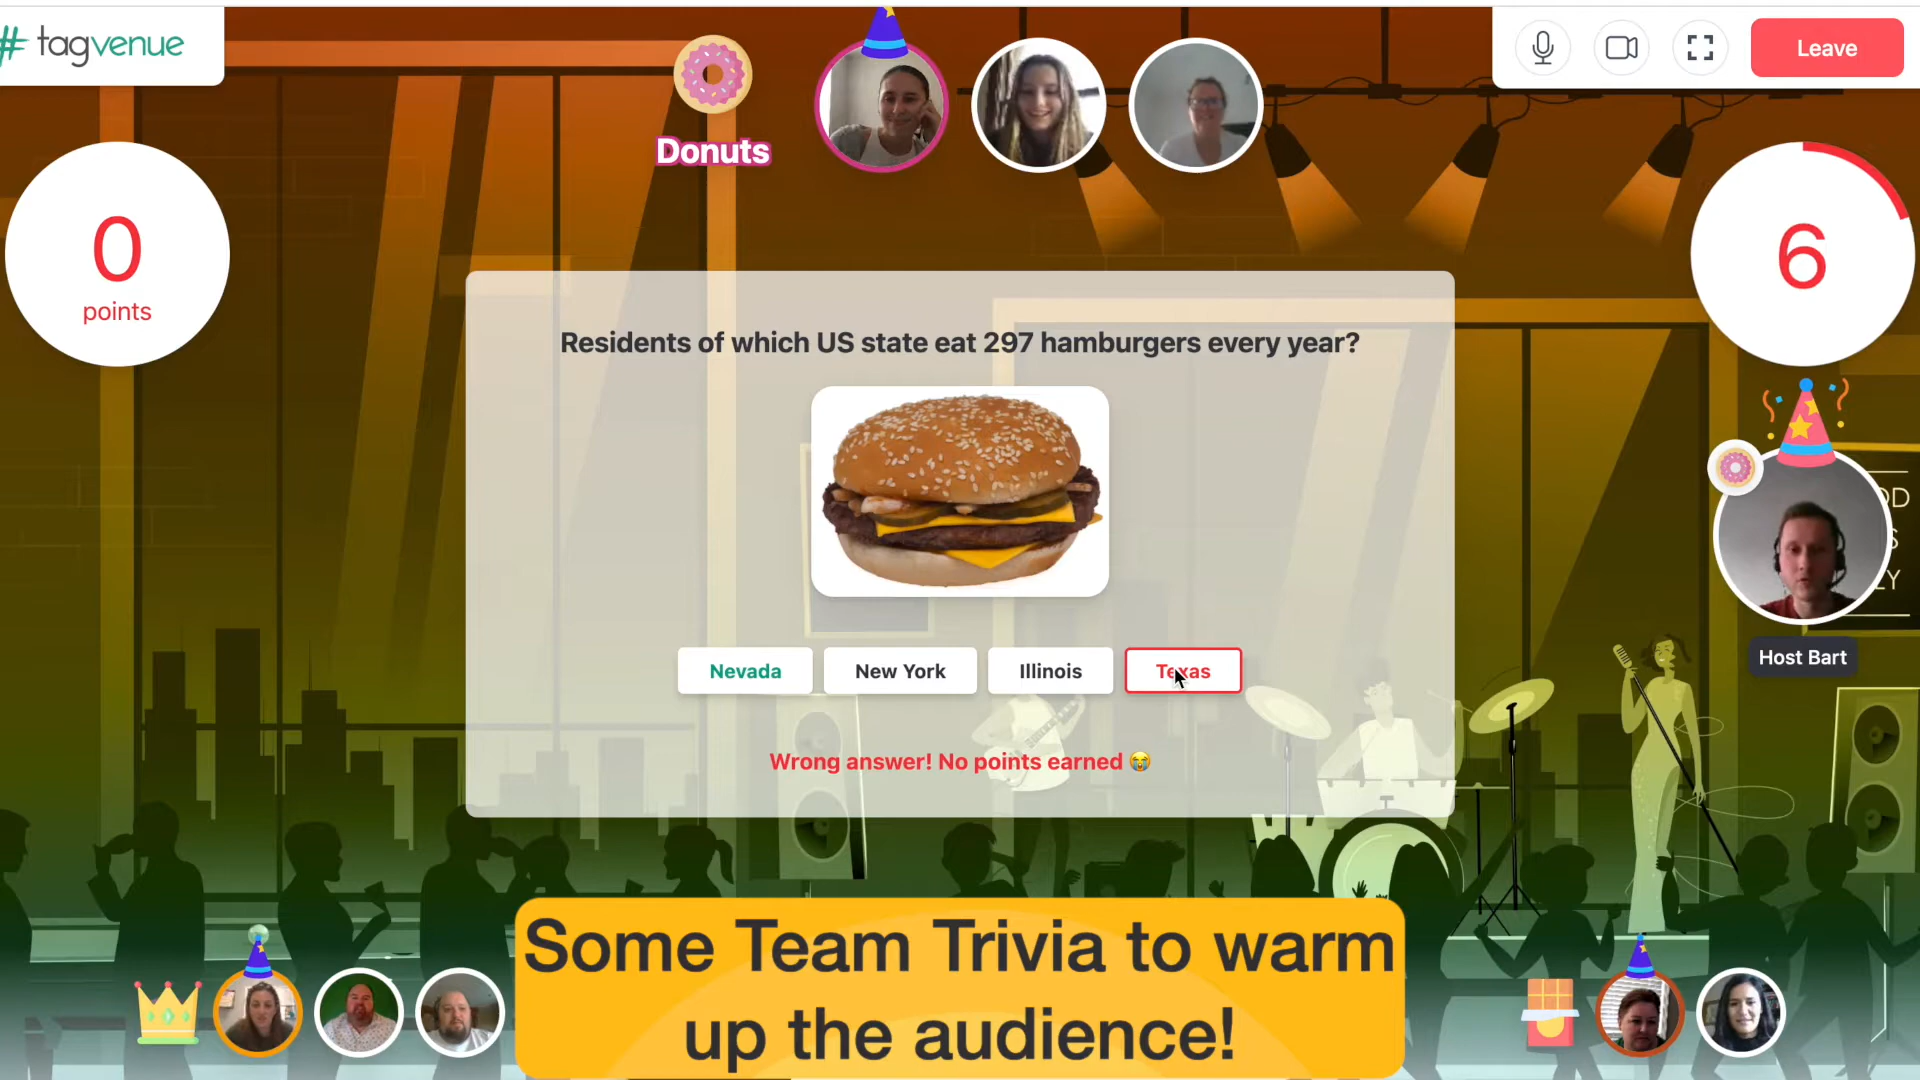 # tagvenue
Leave
Donuts
0
points
6
Residents of which US state eat 297 hamburgers every year?
Nevada
New York
Illinois
Texas
Wrong answer! No points earned 😭
Host Bart
Some Team Trivia to warm
up the audience!